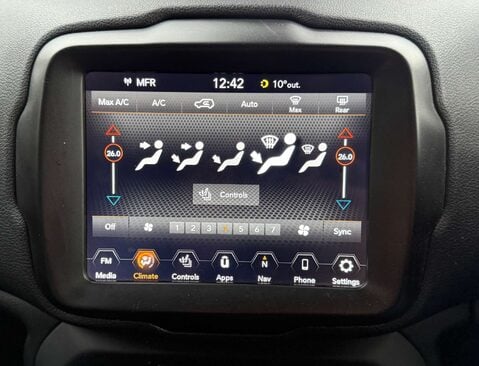 MFR 12:42 10°out.
Max A/C A/C Auto Max Rear
26.0 26.0
Controls
Off 1 2 3 4 5 6 7 Sync
FM N
Media Climate Controls Apps Nav Phone Settings